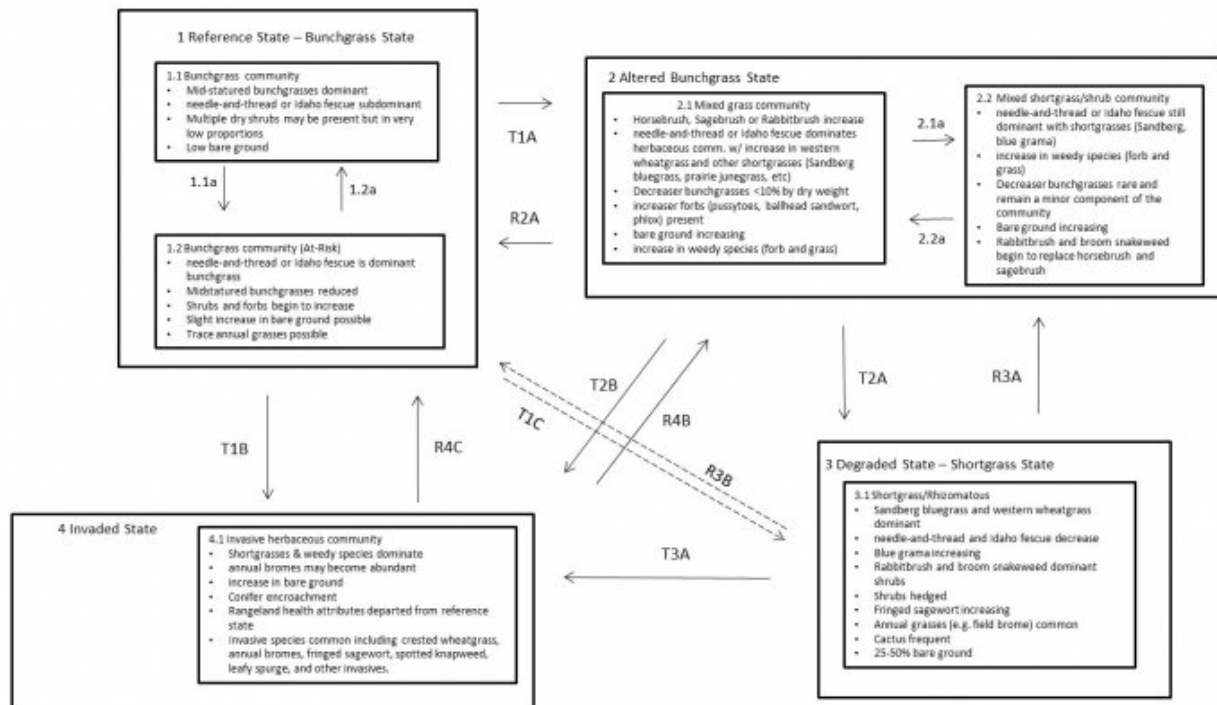 1 Reference State – Bunchgrass State
1.1 Bunchgrass community
• Mid-statured bunchgrasses dominant
• needle-and-thread or Idaho fescue subdominant
• Multiple dry shrubs may be present but in very
low proportions
• Low bare ground
1.1a
1.2a
1.2 Bunchgrass community (At-Risk)
• needle-and-thread or Idaho fescue is dominant
bunchgrass
• Midstatured bunchgrasses reduced
• Shrubs and forbs begin to increase
• Slight increase in bare ground possible
• Trace annual grasses possible
T1A
R2A
2 Altered Bunchgrass State
2.1 Mixed grass community
• Horsebrush, Sagebrush or Rabbitbrush increase
• needle-and-thread or Idaho fescue dominates
herbaceous comm. w/ increase in western
wheatgrass and other shortgrasses (Sandberg
bluegrass, prairie junegrass, etc)
• Decreaser bunchgrasses <10% by dry weight
• increaser forbs (pussytoes, ballhead sandwort,
phlox) present
• bare ground increasing
• increase in weedy species (forb and grass)
2.1a
2.2a
2.2 Mixed shortgrass/shrub community
• needle-and-thread or Idaho fescue still
dominant with shortgrasses (Sandberg,
blue grama)
• increase in weedy species (forb and
grass)
• Decreaser bunchgrasses rare and
remain a minor component of the
community
• Bare ground increasing
• Rabbitbrush and broom snakeweed
begin to replace horsebrush and
sagebrush
T1B
R4C
T1C
T2B
R4B
R3B
T2A
R3A
T3A
4 Invaded State
4.1 Invasive herbaceous community
• Shortgrasses & weedy species dominate
• annual bromes may become abundant
• increase in bare ground
• Conifer encroachment
• Rangeland health attributes departed from reference
state
• Invasive species common including crested wheatgrass,
annual bromes, fringed sagewort, spotted knapweed,
leafy spurge, and other invasives.
3 Degraded State – Shortgrass State
3.1 Shortgrass/Rhizomatous
• Sandberg bluegrass and western wheatgrass
dominant
• needle-and-thread and Idaho fescue decrease
• Blue grama increasing
• Rabbitbrush and broom snakeweed dominant
shrubs
• Shrubs hedged
• Fringed sagewort increasing
• Annual grasses (e.g. field brome) common
• Cactus frequent
• 25-50% bare ground